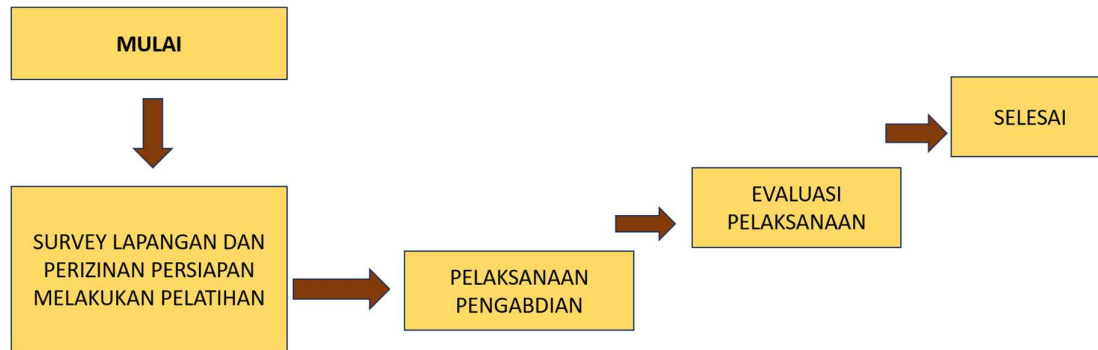 MULAI
SURVEY LAPANGAN DAN
PERIZINAN PERSIAPAN
MELAKUKAN PELATIHAN
PELAKSANAAN
PENGABDIAN
EVALUASI
PELAKSANAAN
SELESAI